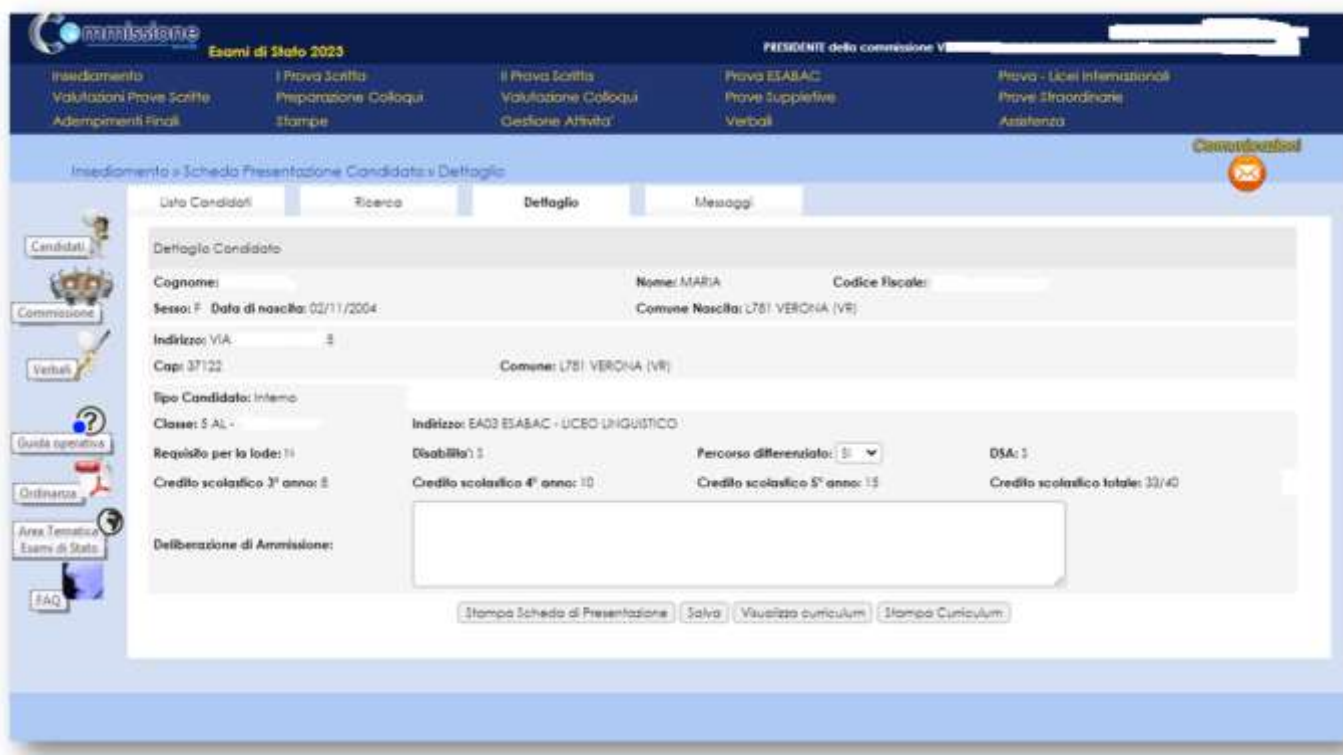 Commissione
Esami di Stato 2023
PRESIDENTE della commissione V
Insediamento I Prova Scritta II Prova Scritta Prova ESABAC Prova - Licei Internazionali
Valutazioni Prove Scritte Preparazione Colloqui Valutazione Colloqui Prove Suppletive Prove Straordinarie
Adempimenti Finali Stampe Gestione Attivita' Verbali Assistenza
Comunicazioni
Insediamento » Scheda Presentazione Candidato » Dettaglio
Lista Candidati Ricerca Dettaglio Messaggi
Candidati
Commissione
Verbali
Guida operativa
Ordinanza
Area Tematica
Esami di Stato
FAQ
Dettaglio Candidato
Cognome: Nome: MARIA Codice Fiscale:
Sesso: F Data di nascita: 02/11/2004 Comune Nascita: L781 VERONA (VR)
Indirizzo: VIA
Cap: 37122 Comune: L781 VERONA (VR)
Tipo Candidato: Interno
Classe: 5 AL - Indirizzo: EA03 ESABAC - LICEO LINGUISTICO
Requisito per la lode: N Disabilita': S Percorso differenziato: Si DSA: S
Credito scolastico 3° anno: 8 Credito scolastico 4° anno: 10 Credito scolastico 5° anno: 15 Credito scolastico totale: 33/40
Deliberazione di Ammissione:
Stampa Scheda di Presentazione Salva Visualizza curriculum Stampa Curriculum